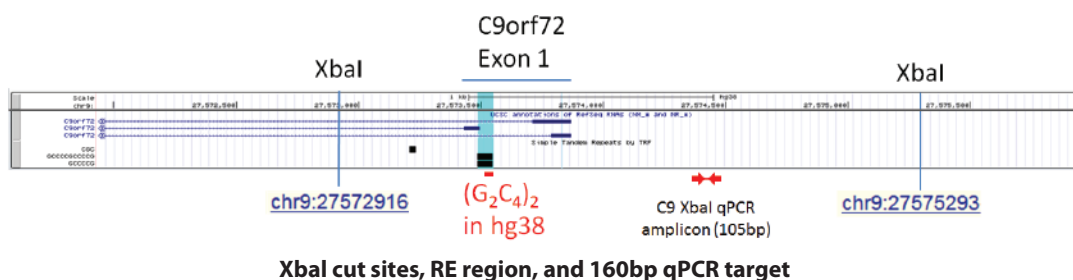 C9orf72
Exon 1
XbaI
XbaI
Scale
chr9:
1 kb
hg38
27,572,500
27,573,000
27,573,500
27,574,000
27,574,500
27,575,000
27,575,500
UCSC annotations of RefSeq RNAs (NM_* and NR_*)
C9orf72
C9orf72
C9orf72
Simple Tandem Repeats by TRF
CGC
GCCCCGCCCCG
GCCCCG
chr9:27572916
(G₂C₄)₂
in hg38
C9 XbaI qPCR
amplicon (105bp)
chr9:27575293
XbaI cut sites, RE region, and 160bp qPCR target